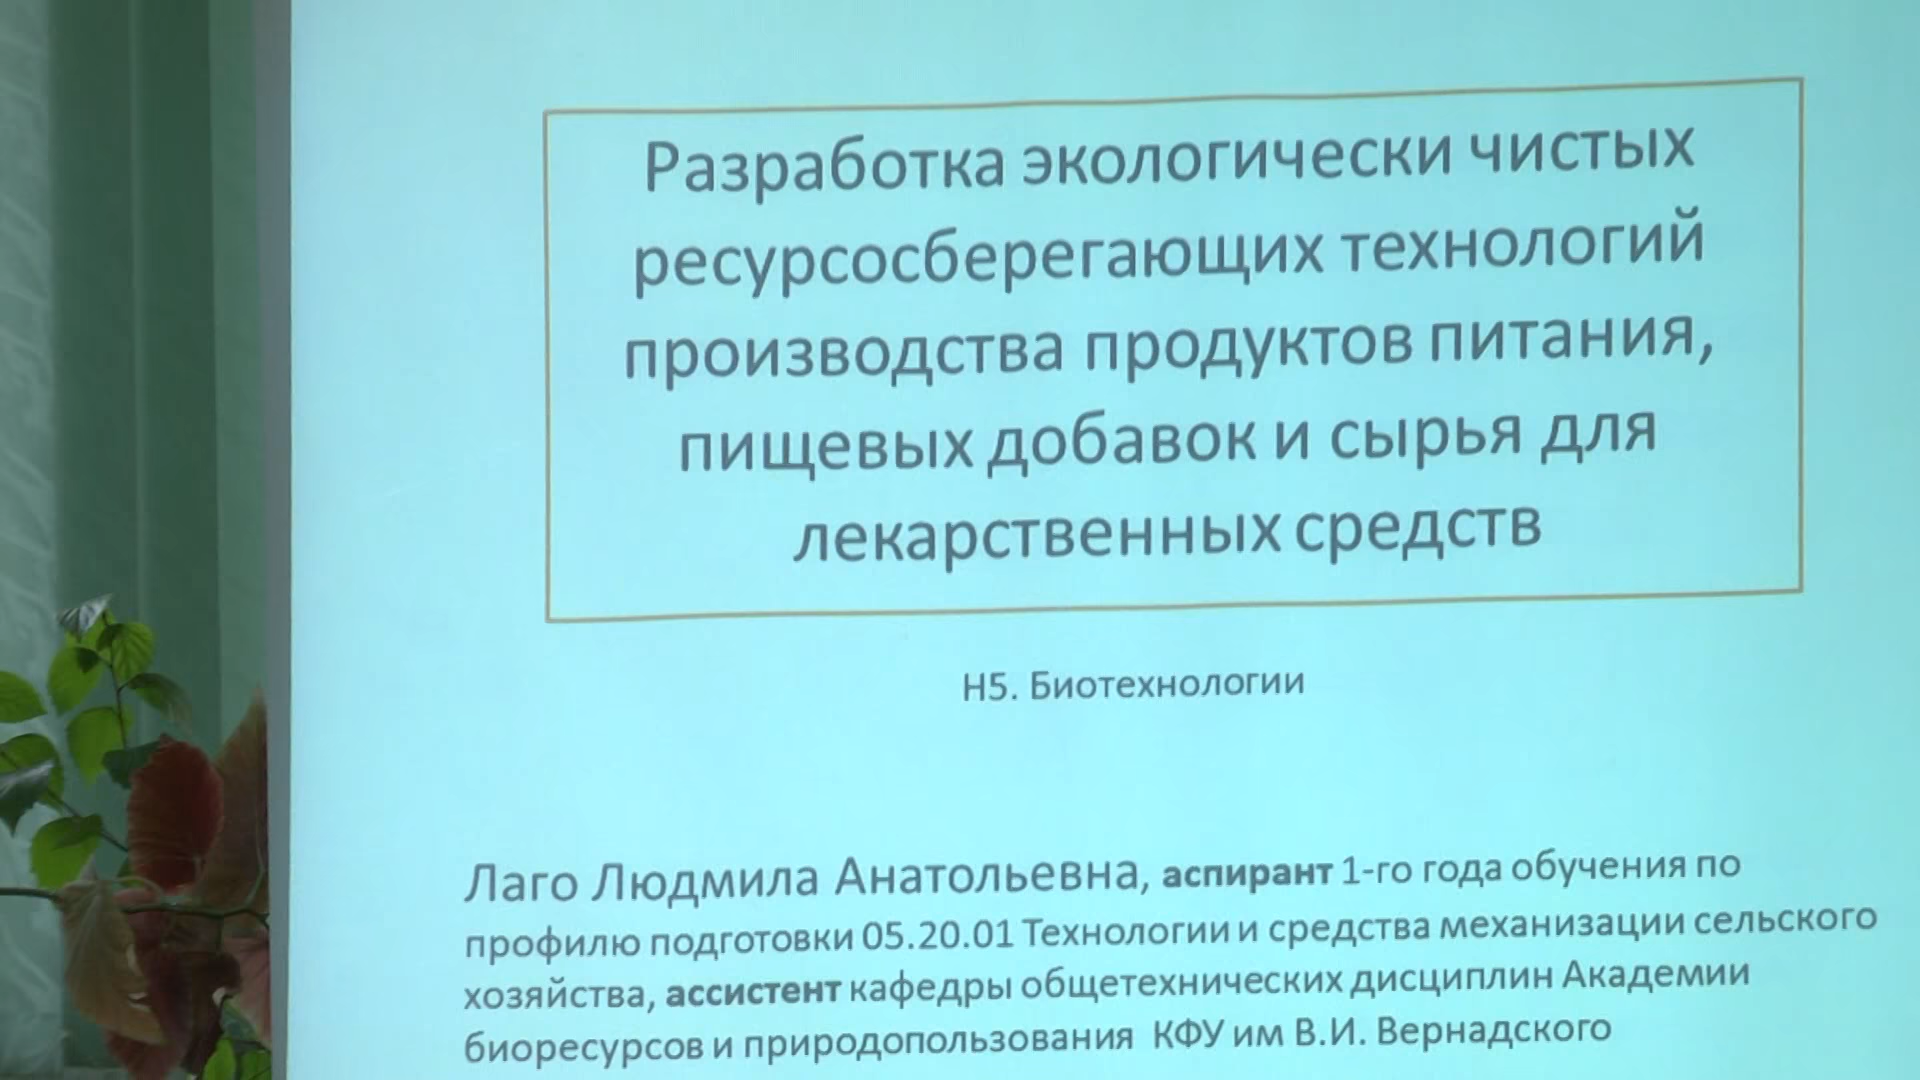 Разработка экологически чистых
ресурсосберегающих технологий
производства продуктов питания,
пищевых добавок и сырья для
лекарственных средств
Н5. Биотехнологии
Лаго Людмила Анатольевна, аспирант 1-го года обучения по
профилю подготовки 05.20.01 Технологии и средства механизации сельского
хозяйства, ассистент кафедры общетехнических дисциплин Академии
биоресурсов и природопользования КФУ им В.И. Вернадского